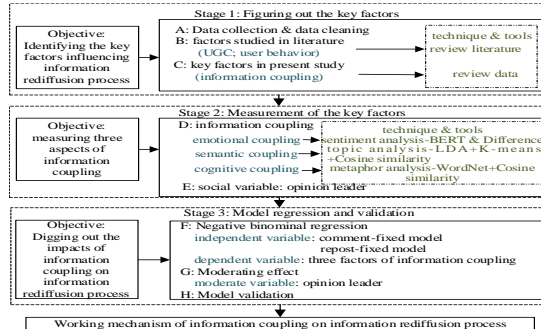 Stage 1: Figuring out the key factors
Objective:
Identifying the key
factors influencing
information
rediffusion process
A: Data collection & data cleaning
B: factors studied in literature
(UGC; user behavior)
C: key factors in present study
(information coupling)
technique & tools
review literature
review data
Stage 2: Measurement of the key factors
Objective:
measuring three
aspects of
information
coupling
D: information coupling
emotional coupling
semantic coupling
cognitive coupling
E: social variable: opinion leader
technique & tools
sentiment analysis-BERT & Difference
topic analysis-LDA+K-means
+Cosine similarity
metaphor analysis-WordNet+Cosine
similarity
Stage 3: Model regression and validation
Objective:
Digging out the
impacts of
information
coupling on
information
rediffusion process
F: Negative binominal regression
independent variable: comment-fixed model
repost-fixed model
dependent variable: three factors of information coupling
G: Moderating effect
moderate variable: opinion leader
H: Model validation
Working mechanism of information coupling on information rediffusion process